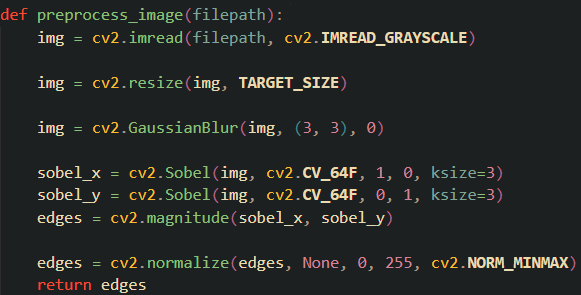 def preprocess_image(filepath):
    img = cv2.imread(filepath, cv2.IMREAD_GRAYSCALE)
    img = cv2.resize(img, TARGET_SIZE)
    img = cv2.GaussianBlur(img, (3, 3), 0)
    sobel_x = cv2.Sobel(img, cv2.CV_64F, 1, 0, ksize=3)
    sobel_y = cv2.Sobel(img, cv2.CV_64F, 0, 1, ksize=3)
    edges = cv2.magnitude(sobel_x, sobel_y)
    edges = cv2.normalize(edges, None, 0, 255, cv2.NORM_MINMAX)
    return edges